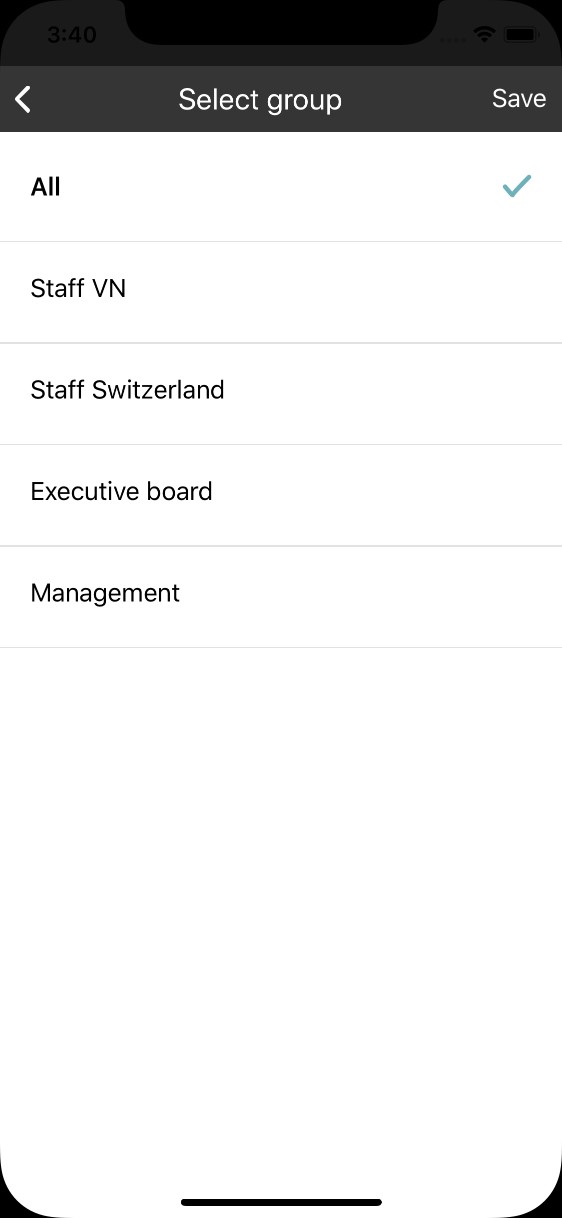 3:40
Select group
Save
All
Staff VN
Staff Switzerland
Executive board
Management